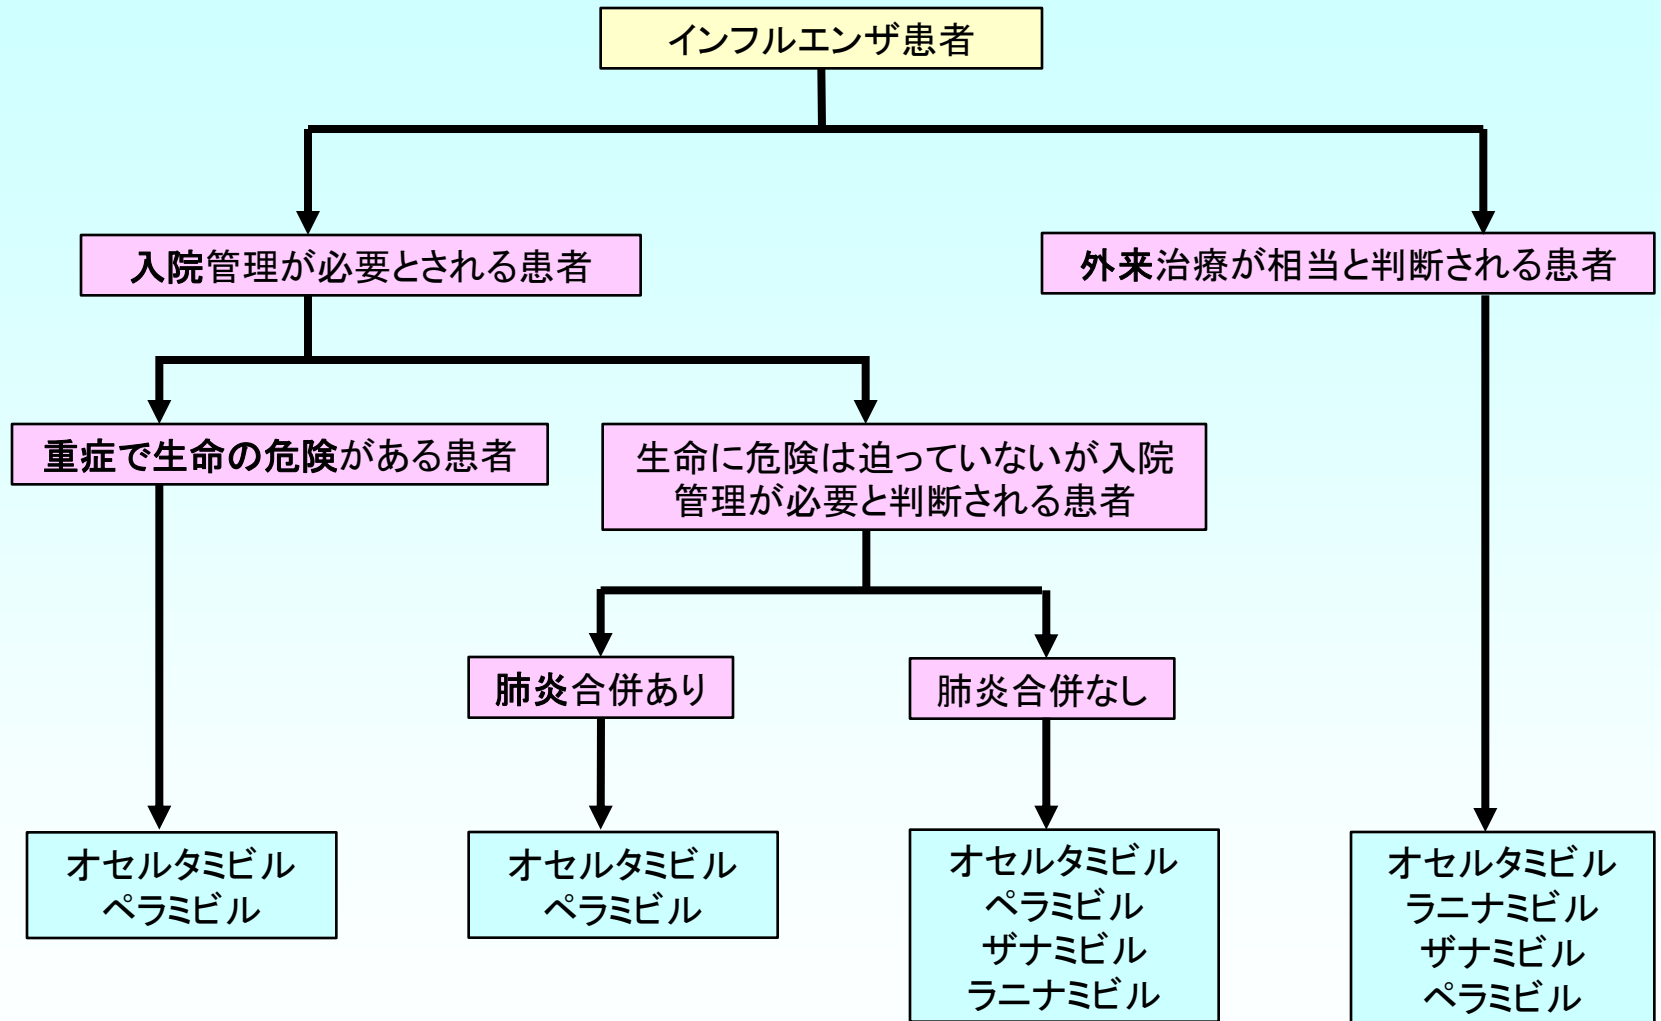 インフルエンザ患者
入院管理が必要とされる患者
外来治療が相当と判断される患者
重症で生命の危険がある患者
生命に危険は迫っていないが入院
管理が必要と判断される患者
肺炎合併あり
肺炎合併なし
オセルタミビル
ペラミビル
オセルタミビル
ペラミビル
オセルタミビル
ペラミビル
ザナミビル
ラニナミビル
オセルタミビル
ラニナミビル
ザナミビル
ペラミビル